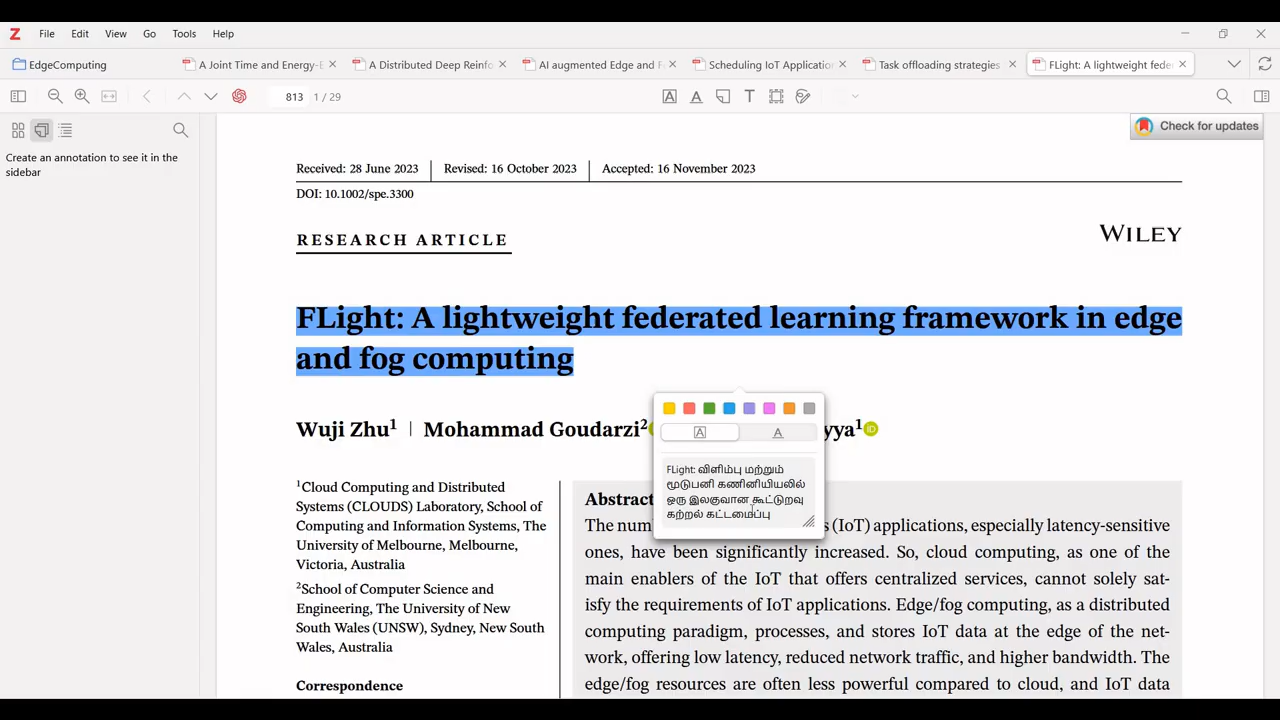 File Edit View Go Tools Help
EdgeComputing
A Joint Time and Energy-E
A Distributed Deep Reinfo
AI augmented Edge and F
Scheduling IoT Application
Task offloading strategies
FLight: A lightweight feder
813 1 / 29
Create an annotation to see it in the
sidebar
Check for updates
Received: 28 June 2023 Revised: 16 October 2023 Accepted: 16 November 2023
DOI: 10.1002/spe.3300
RESEARCH ARTICLE
WILEY
FLight: A lightweight federated learning framework in edge
and fog computing
Wuji Zhu1 | Mohammad Goudarzi2 yya1
FLight: விளிம்பு மற்றும்
மூடுபனி கணினியியலில்
ஒரு இலகுவான கூட்டுறவு
கற்றல் கட்டமைப்பு
1Cloud Computing and Distributed
Systems (CLOUDS) Laboratory, School of
Computing and Information Systems, The
University of Melbourne, Melbourne,
Victoria, Australia
2School of Computer Science and
Engineering, The University of New
South Wales (UNSW), Sydney, New South
Wales, Australia
Correspondence
Abstract
The num s (IoT) applications, especially latency-sensitive
ones, have been significantly increased. So, cloud computing, as one of the
main enablers of the IoT that offers centralized services, cannot solely sat-
isfy the requirements of IoT applications. Edge/fog computing, as a distributed
computing paradigm, processes, and stores IoT data at the edge of the net-
work, offering low latency, reduced network traffic, and higher bandwidth. The
edge/fog resources are often less powerful compared to cloud, and IoT data